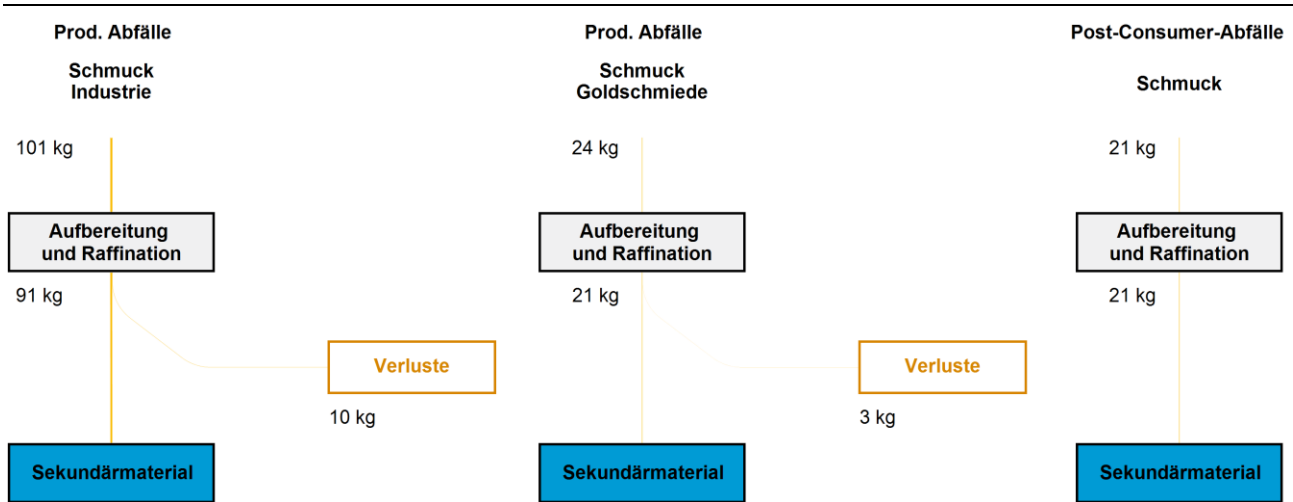 Prod. Abfälle
Schmuck
Industrie
101 kg
Aufbereitung
und Raffination
91 kg
Verluste
10 kg
Sekundärmaterial
Prod. Abfälle
Schmuck
Goldschmiede
24 kg
Aufbereitung
und Raffination
21 kg
Verluste
3 kg
Sekundärmaterial
Post-Consumer-Abfälle
Schmuck
21 kg
Aufbereitung
und Raffination
21 kg
Sekundärmaterial